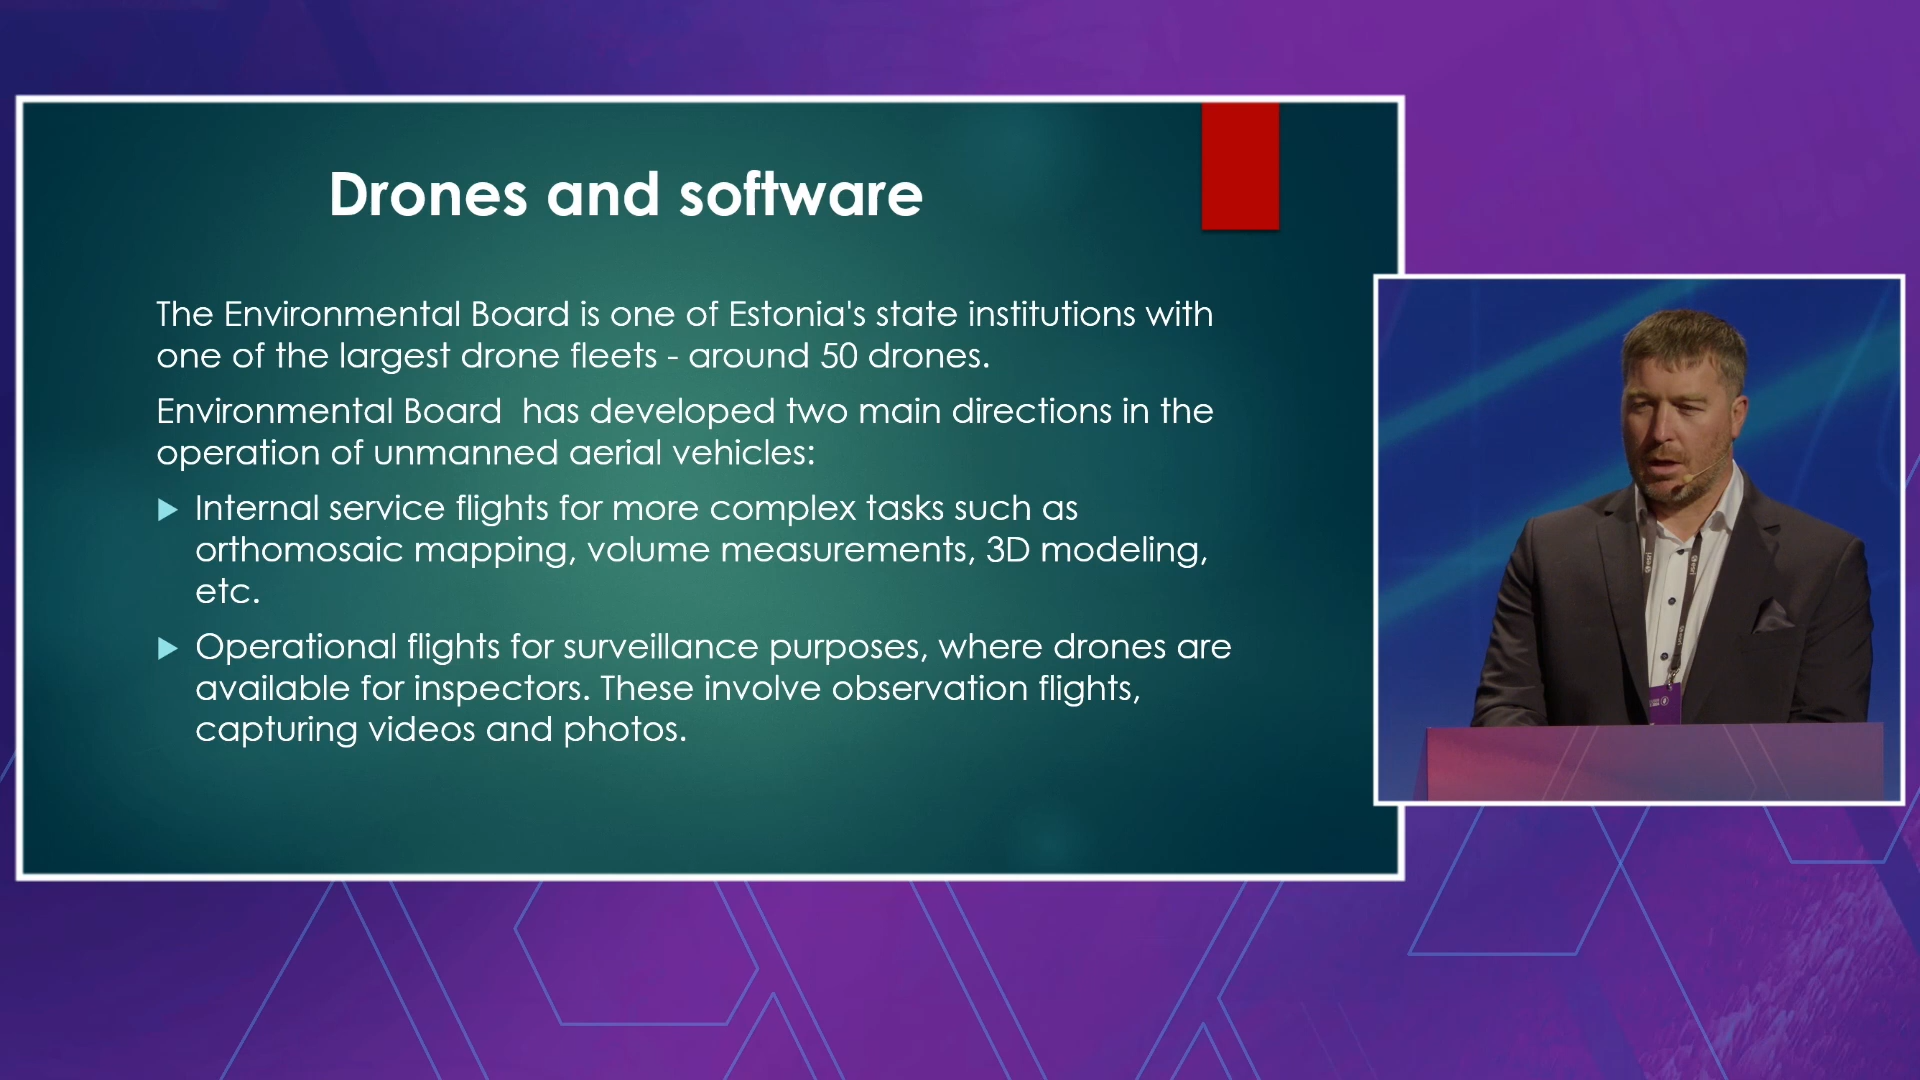 Drones and software
The Environmental Board is one of Estonia's state institutions with
one of the largest drone fleets - around 50 drones.
Environmental Board  has developed two main directions in the
operation of unmanned aerial vehicles:
Internal service flights for more complex tasks such as
orthomosaic mapping, volume measurements, 3D modeling,
etc.
Operational flights for surveillance purposes, where drones are
available for inspectors. These involve observation flights,
capturing videos and photos.
esri
esri